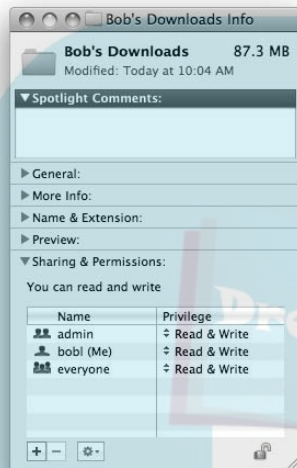 Bob's Downloads Info
Bob's Downloads 87.3 MB
Modified: Today at 10:04 AM
Spotlight Comments:
General:
More Info:
Name & Extension:
Preview:
Sharing & Permissions:
You can read and write
Name Privilege
admin Read & Write
bobl (Me) Read & Write
everyone Read & Write